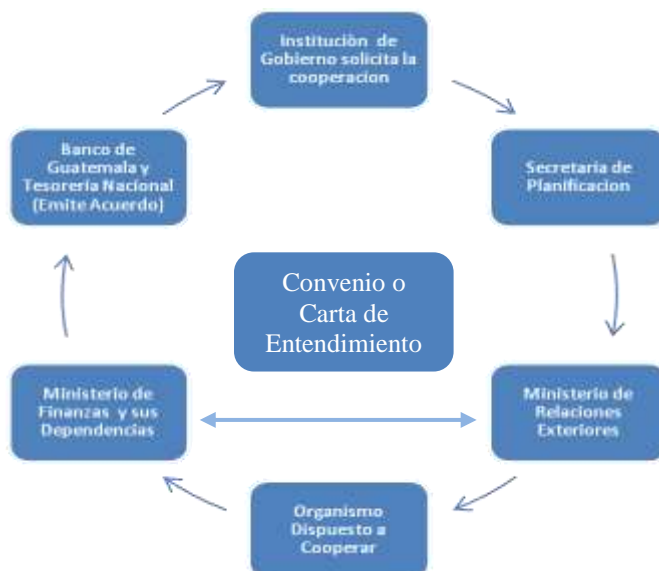 Instituciòn de
Gobierno solicita la
cooperacion
Banco de
Guatemala y
Tesorería Nacional
(Emite Acuerdo)
Secretaria de
Planificacion
Convenio o
Carta de
Entendimiento
Ministerio de
Finanzas y sus
Dependencias
Ministerio de
Relaciones
Exteriores
Organismo
Dispuesto a
Cooperar